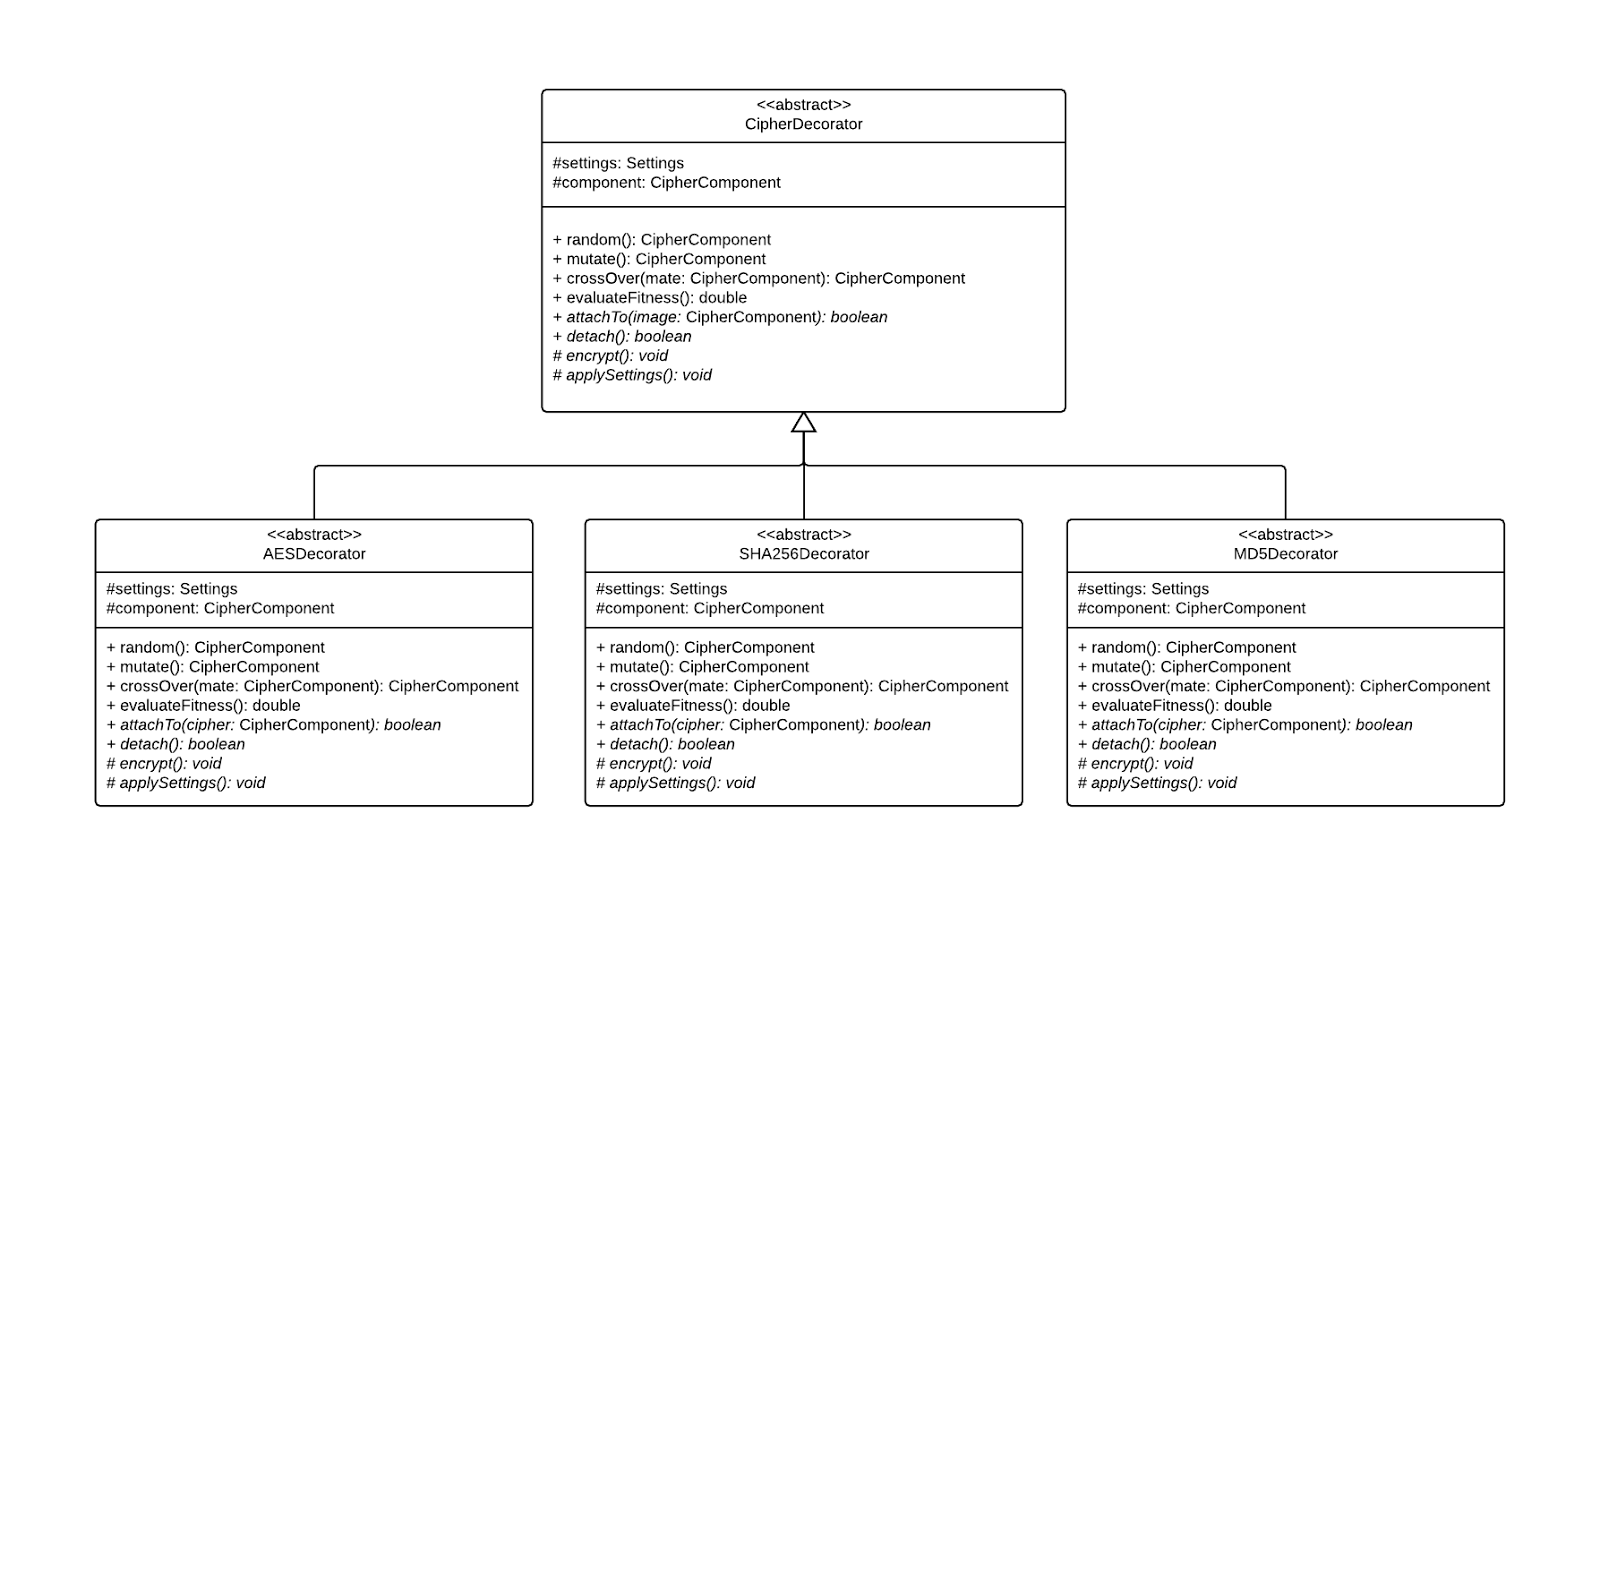 <<abstract>>
CipherDecorator
#settings: Settings
#component: CipherComponent
+ random(): CipherComponent
+ mutate(): CipherComponent
+ crossOver(mate: CipherComponent): CipherComponent
+ evaluateFitness(): double
+ attachTo(image: CipherComponent): boolean
+ detach(): boolean
# encrypt(): void
# applySettings(): void
<<abstract>>
AESDecorator
#settings: Settings
#component: CipherComponent
+ random(): CipherComponent
+ mutate(): CipherComponent
+ crossOver(mate: CipherComponent): CipherComponent
+ evaluateFitness(): double
+ attachTo(cipher: CipherComponent): boolean
+ detach(): boolean
# encrypt(): void
# applySettings(): void
<<abstract>>
SHA256Decorator
#settings: Settings
#component: CipherComponent
+ random(): CipherComponent
+ mutate(): CipherComponent
+ crossOver(mate: CipherComponent): CipherComponent
+ evaluateFitness(): double
+ attachTo(cipher: CipherComponent): boolean
+ detach(): boolean
# encrypt(): void
# applySettings(): void
<<abstract>>
MD5Decorator
#settings: Settings
#component: CipherComponent
+ random(): CipherComponent
+ mutate(): CipherComponent
+ crossOver(mate: CipherComponent): CipherComponent
+ evaluateFitness(): double
+ attachTo(cipher: CipherComponent): boolean
+ detach(): boolean
# encrypt(): void
# applySettings(): void